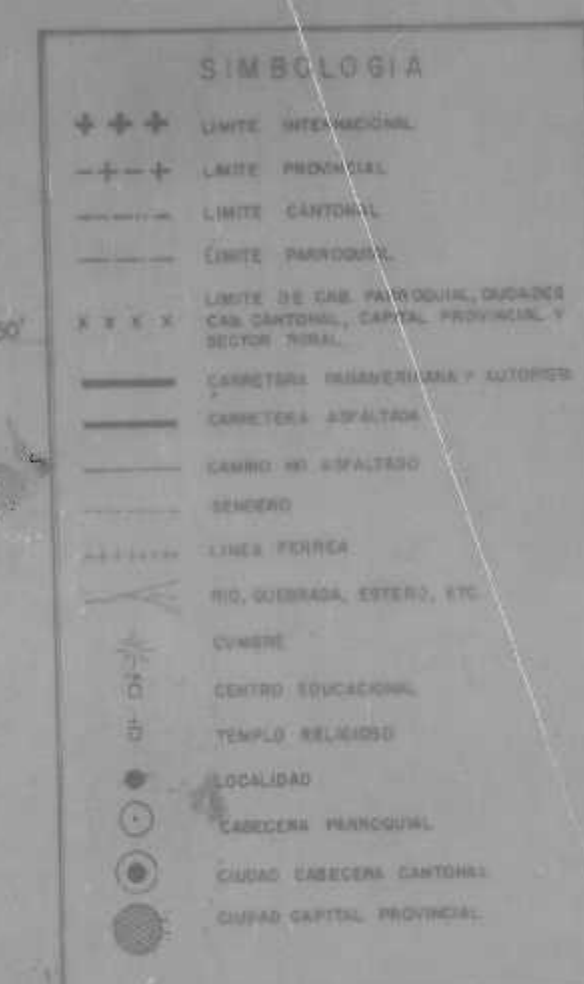 SIMBOLOGIA
LIMITE INTERNACIONAL
LIMITE PROVINCIAL
LIMITE CANTONAL
LIMITE PARROQUIAL
LIMITE DE CAB. PARROQUIAL, CIUDADES
50'
CAB. CANTONAL, CAPITAL PROVINCIAL Y
SECTOR RURAL
CARRETERA PANAMERICANA Y AUTOPISTA
CARRETERA ASFALTADA
CAMINO NO ASFALTADO
SENDERO
LINEA FERREA
RIO, QUEBRADA, ESTERO, ETC.
CUMBRE
CENTRO EDUCACIONAL
TEMPLO RELIGIOSO
LOCALIDAD
CABECERA PARROQUIAL
CIUDAD CABECERA CANTONAL
CIUDAD CAPITAL PROVINCIAL